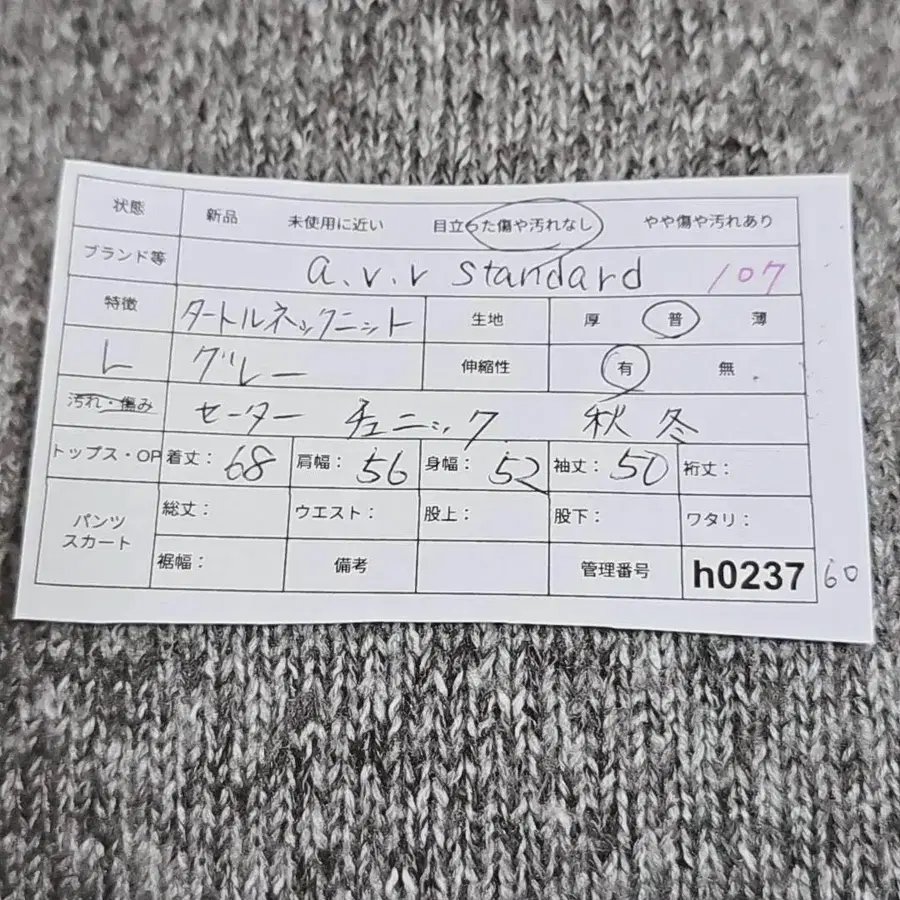 状態 新品 未使用に近い 目立った傷や汚れなし やや傷や汚れあり
ブランド等 a.v.v standard 107
特徴 タートルネックニット 生地 厚 普 薄
L グレー 伸縮性 有 無
汚れ・傷み セーター チュニック 秋冬
トップス・OP 着丈: 68 肩幅: 56 身幅: 52 袖丈: 50 裄丈:
パンツ スカート 総丈: ウエスト: 股上: 股下: ワタリ:
裾幅: 備考 管理番号 h0237 60